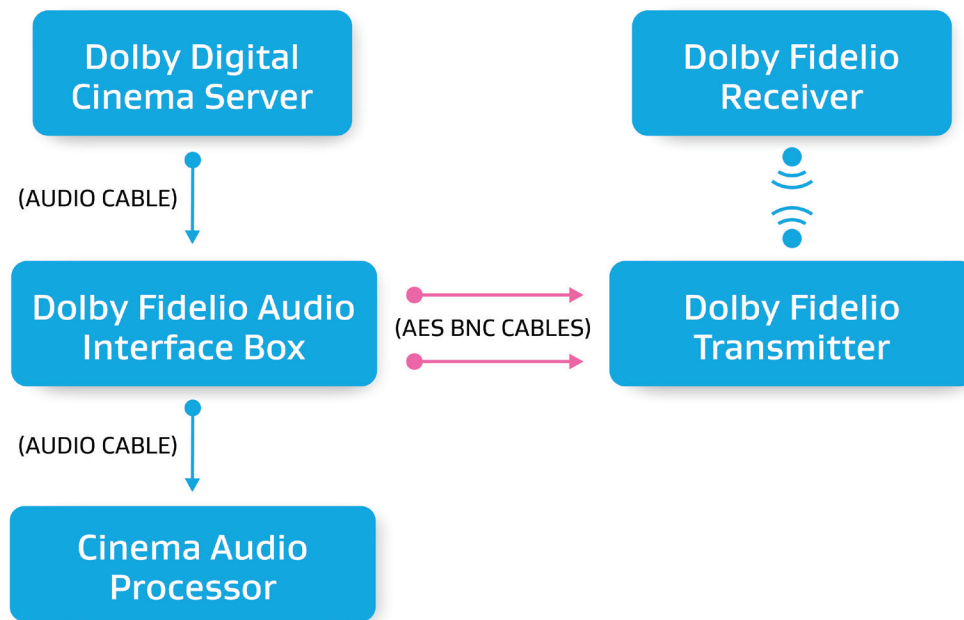 Dolby Digital
Cinema Server
Dolby Fidelio
Receiver
(AUDIO CABLE)
Dolby Fidelio Audio
Interface Box
(AES BNC CABLES)
Dolby Fidelio
Transmitter
(AUDIO CABLE)
Cinema Audio
Processor